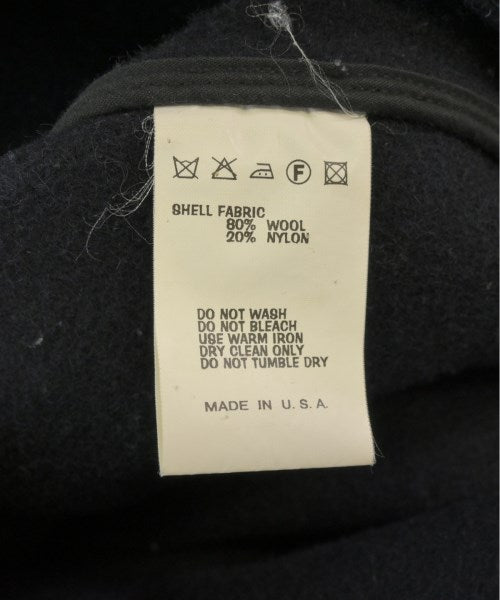 F
SHELL FABRIC
80% WOOL
20% NYLON
DO NOT WASH
DO NOT BLEACH
USE WARM IRON
DRY CLEAN ONLY
DO NOT TUMBLE DRY
MADE IN U.S.A.